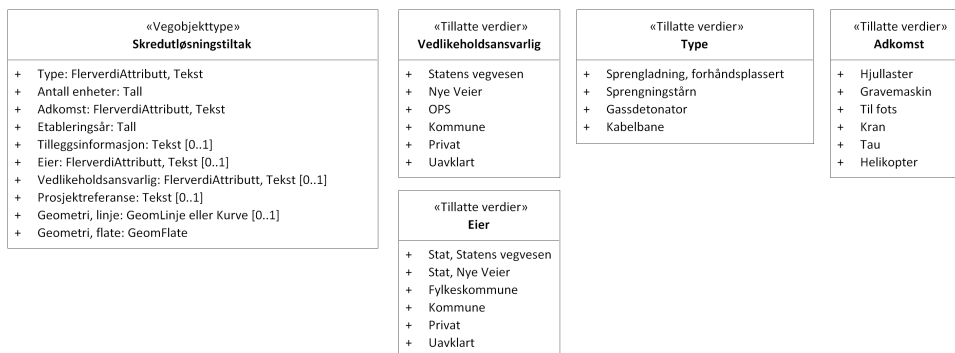 «Vegobjekttype»
Skredutløsningstiltak
+ Type: FlerverdiAttributt, Tekst
+ Antall enheter: Tall
+ Adkomst: FlerverdiAttributt, Tekst
+ Etableringsår: Tall
+ Tilleggsinformasjon: Tekst [0..1]
+ Eier: FlerverdiAttributt, Tekst [0..1]
+ Vedlikeholdsansvarlig: FlerverdiAttributt, Tekst [0..1]
+ Prosjektreferanse: Tekst [0..1]
+ Geometri, linje: GeomLinje eller Kurve [0..1]
+ Geometri, flate: GeomFlate
«Tillatte verdier»
Vedlikeholdsansvarlig
+ Statens vegvesen
+ Nye Veier
+ OPS
+ Kommune
+ Privat
+ Uavklart
«Tillatte verdier»
Eier
+ Stat, Statens vegvesen
+ Stat, Nye Veier
+ Fylkeskommune
+ Kommune
+ Privat
+ Uavklart
«Tillatte verdier»
Type
+ Sprengladning, forhåndsplassert
+ Sprengningstårn
+ Gassdetonator
+ Kabelbane
«Tillatte verdier»
Adkomst
+ Hjullaster
+ Gravemaskin
+ Til fots
+ Kran
+ Tau
+ Helikopter